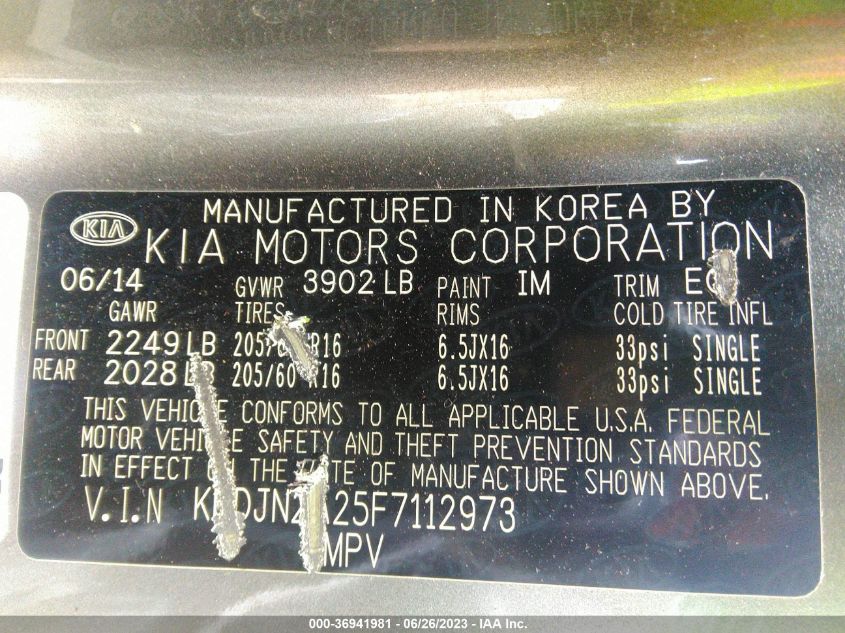 MANUFACTURED IN KOREA BY
KIA KIA MOTORS CORPORATION
06/14 GVWR 3902 LB PAINT IM TRIM
GAWR TIRES RIMS COLD TIRE INFL
FRONT 2249 LB 6.5JX16 33psi SINGLE
REAR 2028 LB 205/60 R16 6.5JX16 33psi SINGLE
THIS VEHICLE CONFORMS TO ALL APPLICABLE U.S.A. FEDERAL
MOTOR VEHICLE SAFETY AND THEFT PREVENTION STANDARDS
IN EFFECT ON THE DATE OF MANUFACTURE SHOWN ABOVE.
V.I.N
MPV
000-36941981 - 06/26/2023 - IAA Inc.